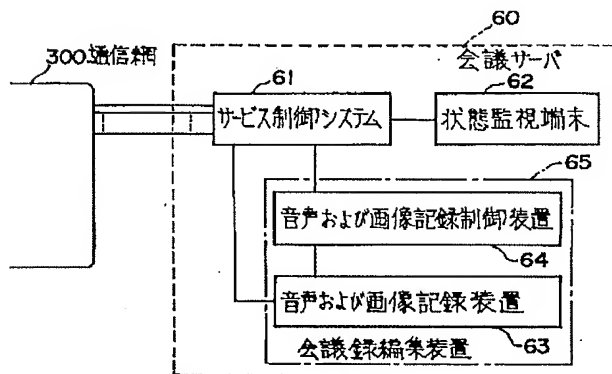 60
会議サーバ
300.通信網
61
サービス制御システム
62
状態監視端末
65
音声および画像記録制御装置
64
音声および画像記録装置
63
会議録編集装置